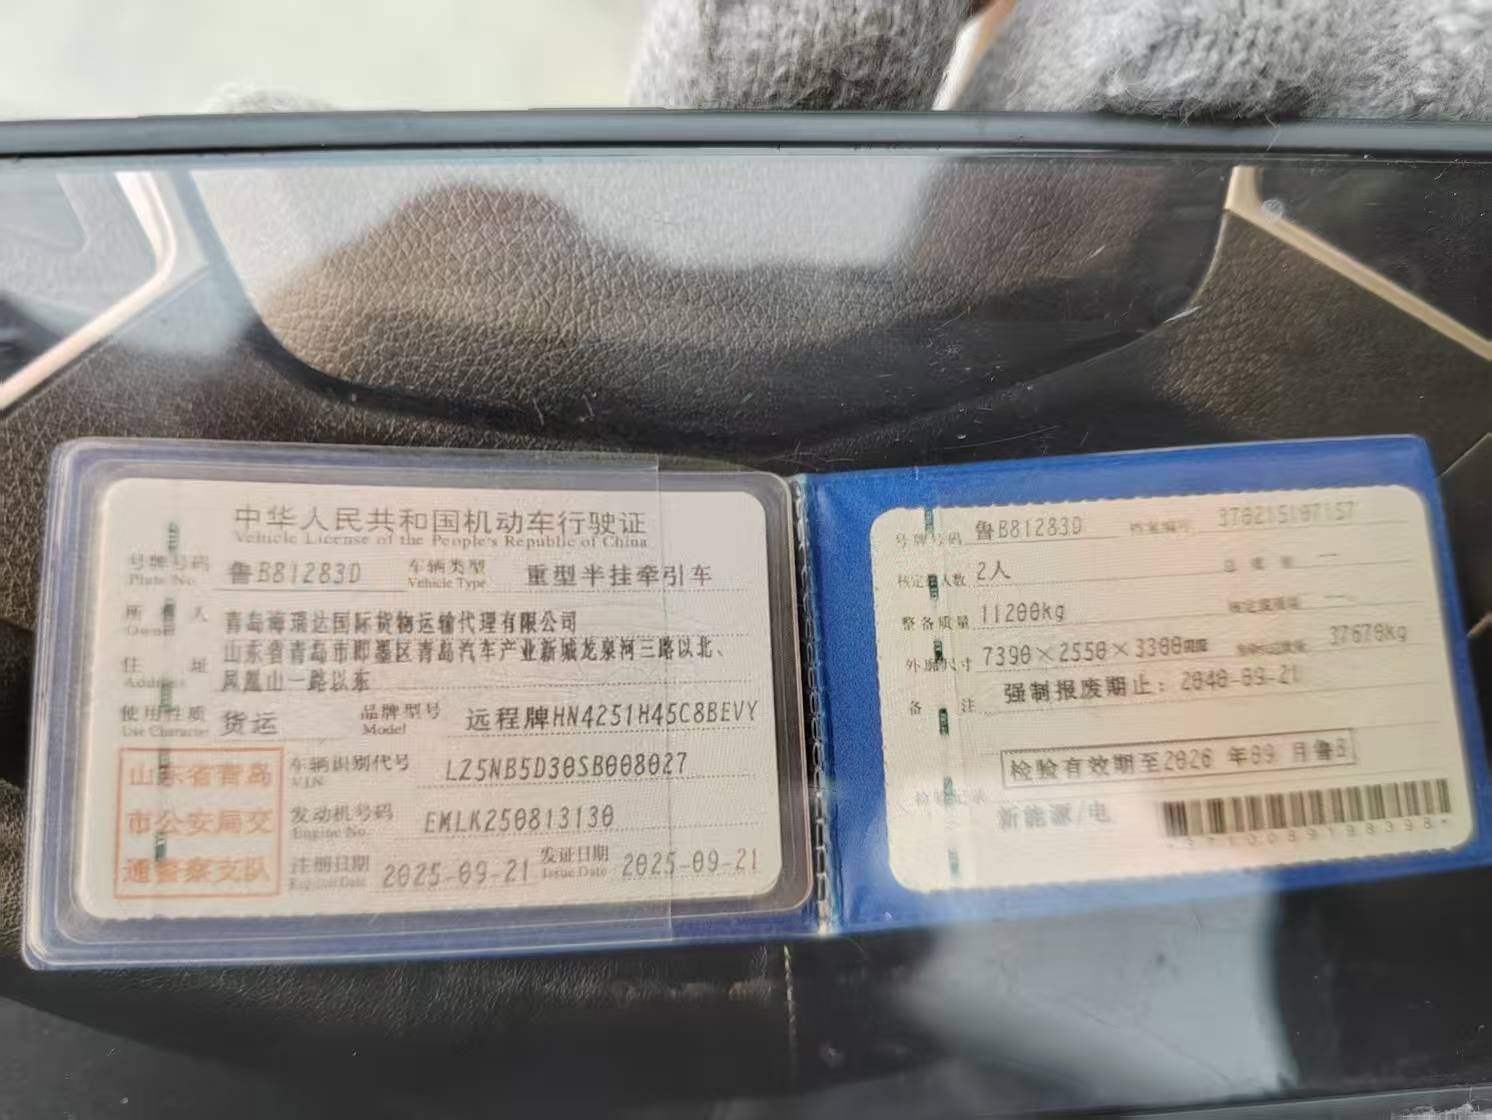 中华人民共和国机动车行驶证
Vehicle License of the People's Republic of China
号牌号码 鲁B81283D 车辆类型 重型半挂牵引车
Plate No. Vehicle Type
所有人 青岛海瑞达国际货物运输代理有限公司
Owner
住址 山东省青岛市即墨区青岛汽车产业新城龙泉河三路以北、
Address 凤凰山一路以东
使用性质 货运 品牌型号 远程牌HN4251H45C8BEVY
Use Character Model
山东省青岛
市公安局交
通警察支队
车辆识别代号 LZ5NB5D30SB008027
VIN
发动机号码 EMLK250813130
Engine No.
注册日期 2025-09-21 发证日期 2025-09-21
Register Date Issue Date
号牌号码 鲁B81283D 档案编号 370215107157
核定载人数 2人 总质量 --
整备质量 11200kg 核定载质量 --
外廓尺寸 7390×2550×3300mm 准牵引总质量 37670kg
备注 强制报废期止：2040-09-21
检验有效期至2026 年09 月鲁B
检验记录
新能源/电
*3710089198398*